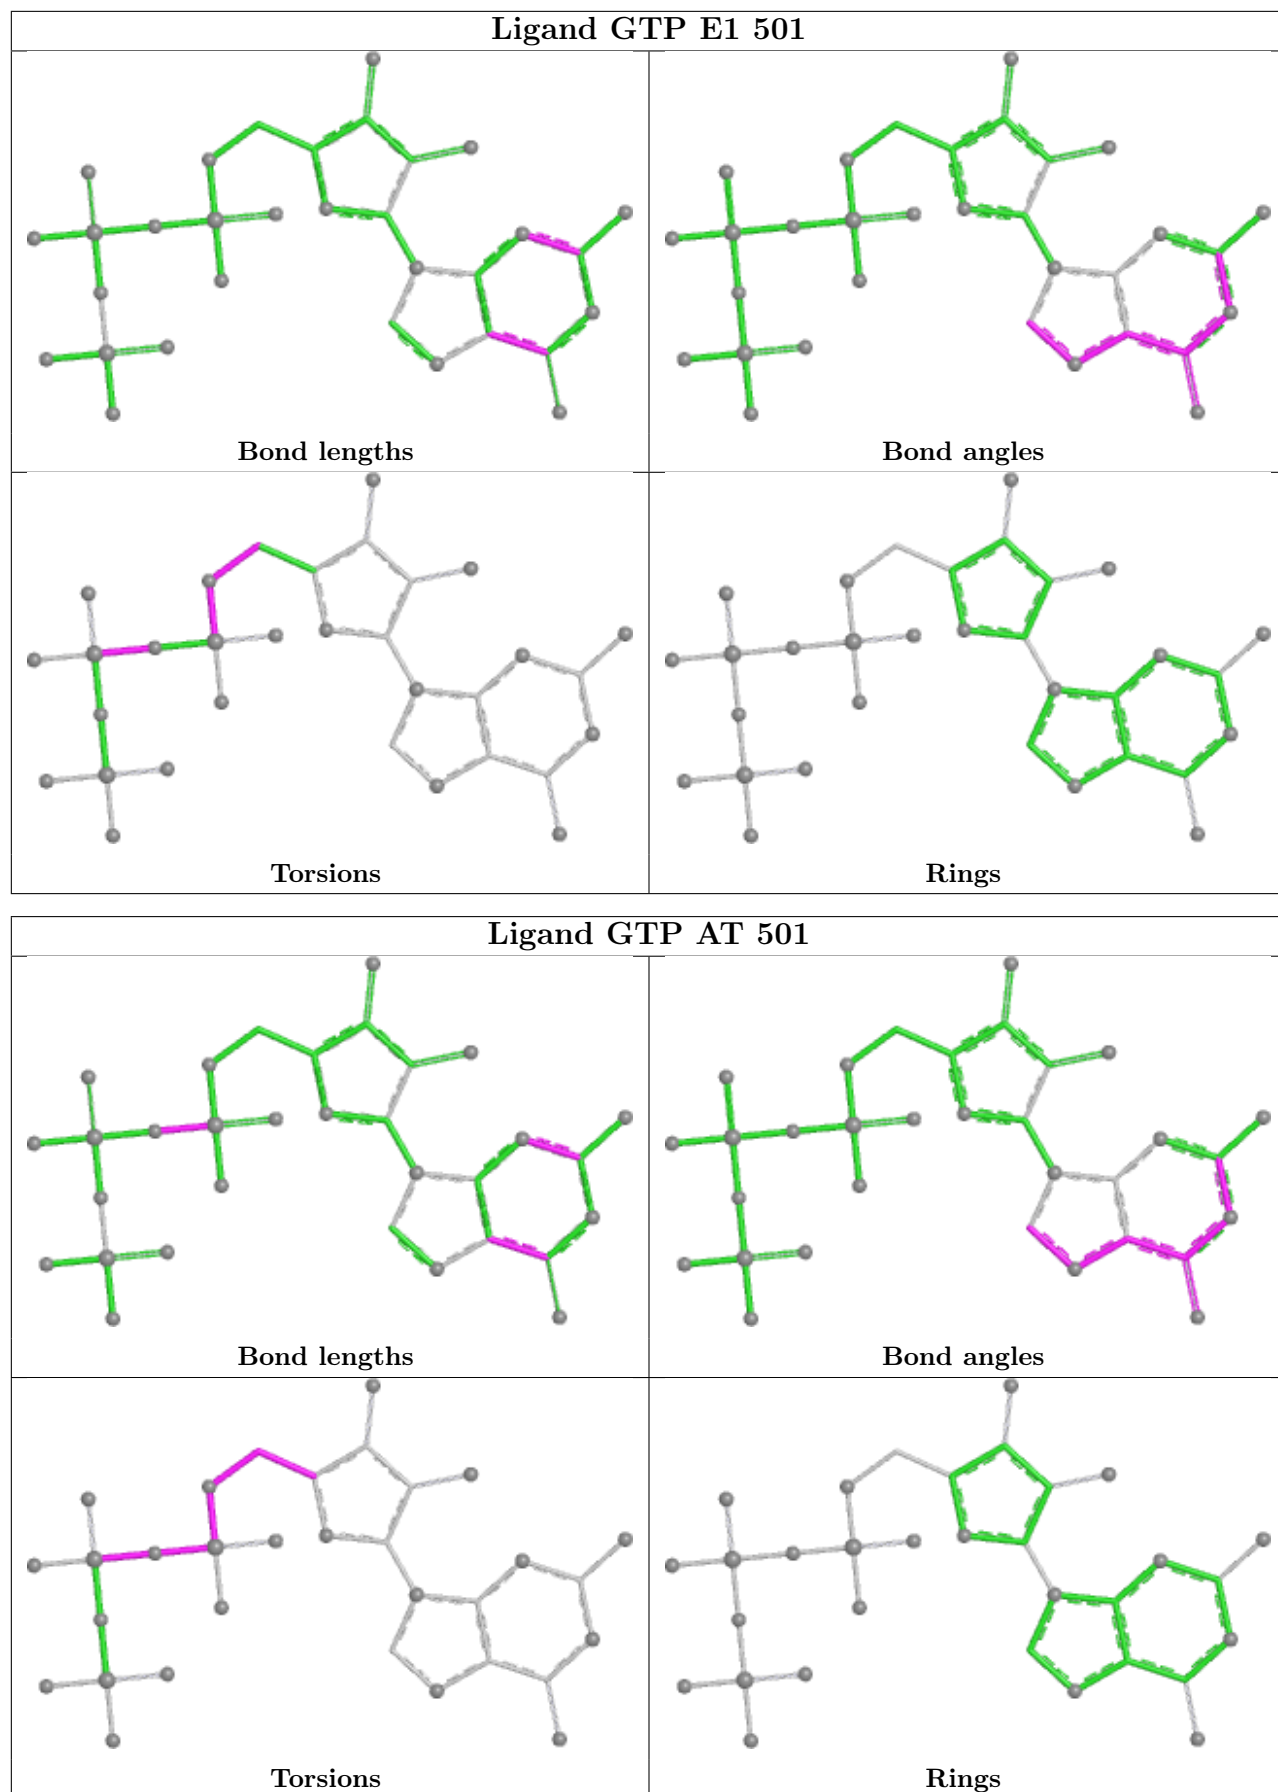 Ligand GTP E1 501
Bond lengths
Bond angles
Torsions
Rings
Ligand GTP AT 501
Bond lengths
Bond angles
Torsions
Rings